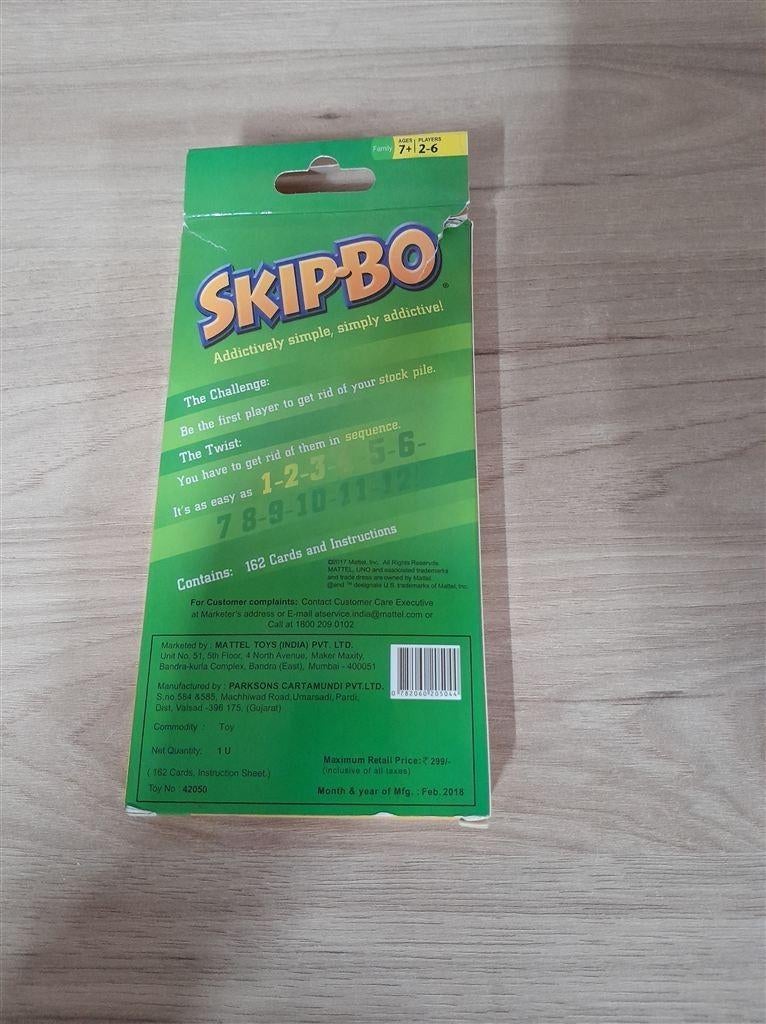 Family AGES 7+ PLAYERS 2-6
SKIP-BO®
Addictively simple, simply addictive!
The Challenge:
Be the first player to get rid of your stock pile.
The Twist:
You have to get rid of them in sequence.
It's as easy as 1-2-3-4-5-6-
7 8-9-10-11-12!
Contains: 162 Cards and Instructions
©2017 Mattel, Inc. All Rights Reservde.
MATTEL, UNO and associated trademarks
and trade dress are owned by Mattel.
®end ™ designate U.S. trademarks of Mattel, Inc.
For Customer complaints: Contact Customer Care Executive
at Marketer's address or E-mail atservice.india@mattel.com or
Call at 1800 209 0102
Marketed by : MATTEL TOYS (INDIA) PVT. LTD.
Unit No. 51, 5th Floor, 4 North Avenue, Maker Maxity,
Bandra-kurla Complex, Bandra (East), Mumbai - 400051
Manufactured by : PARKSONS CARTAMUNDI PVT.LTD.
S.no.584 &585, Machhiwad Road,Umarsadi, Pardi,
Dist, Valsad -396 175, (Gujarat)
0 782060 205044
Commodity : Toy
Net Quantity: 1 U
(162 Cards, Instruction Sheet.)
Toy No : 42050
Maximum Retail Price:₹ 299/-
(inclusive of all taxes)
Month & year of Mfg. : Feb. 2018